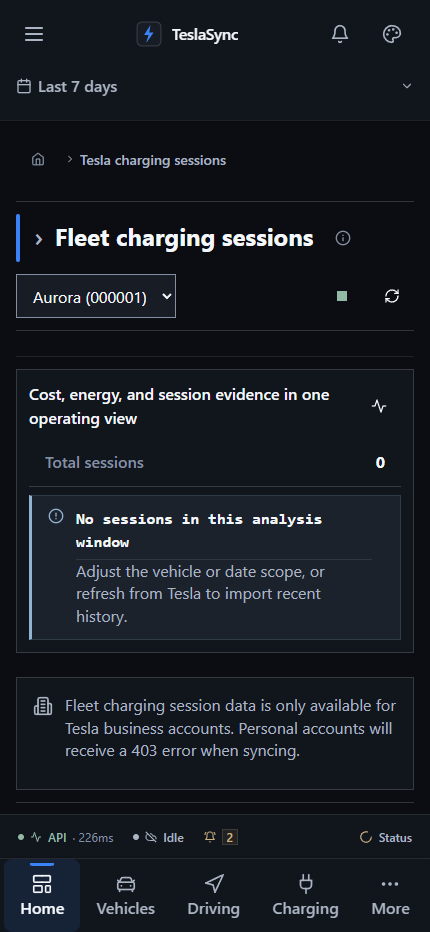 TeslaSync
Last 7 days
Tesla charging sessions
Fleet charging sessions
Aurora (000001)
Cost, energy, and session evidence in one
operating view
Total sessions 0
No sessions in this analysis
window
Adjust the vehicle or date scope, or
refresh from Tesla to import recent
history.
Fleet charging session data is only available for
Tesla business accounts. Personal accounts will
receive a 403 error when syncing.
API · 226ms Idle 2 Status
Home Vehicles Driving Charging More